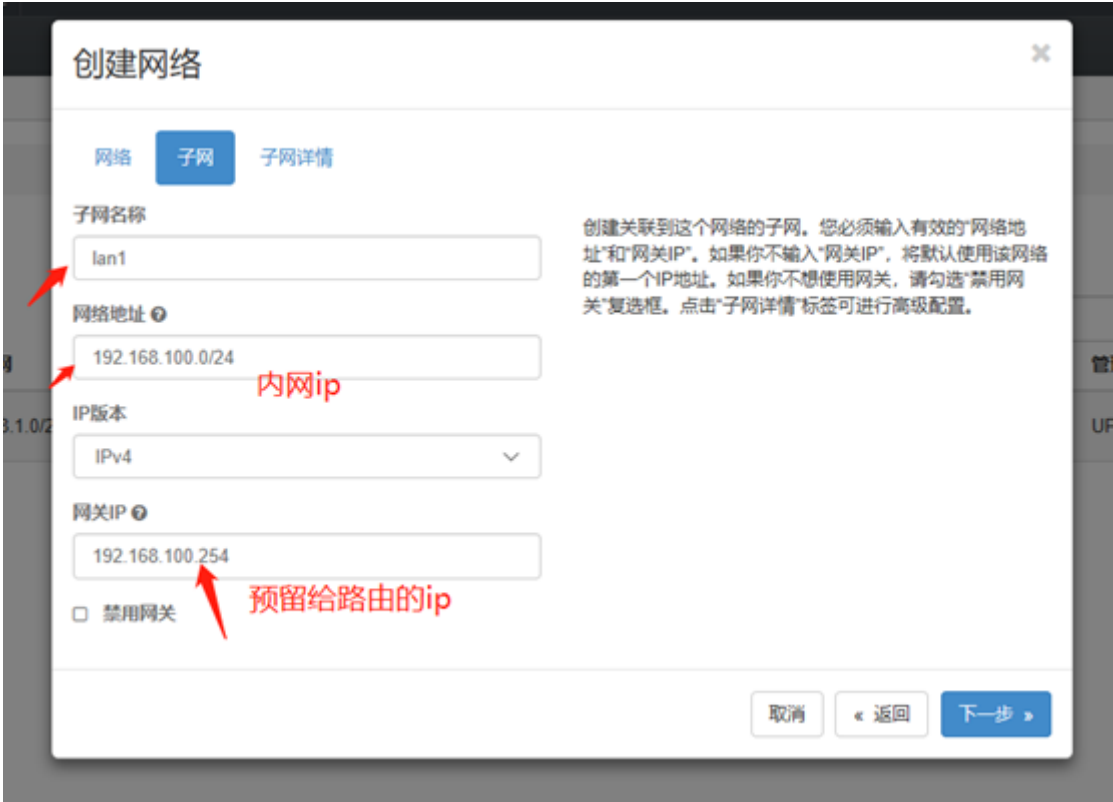 创建网络
×
网络 子网 子网详情
子网名称
lan1
创建关联到这个网络的子网。您必须输入有效的“网络地
址”和“网关IP”。如果你不输入“网关IP”，将默认使用该网络
的第一个IP地址。如果你不想使用网关，请勾选“禁用网
关”复选框。点击“子网详情”标签可进行高级配置。
网络地址
192.168.100.0/24
内网ip
IP版本
IPv4
网关IP
192.168.100.254
预留给路由的ip
禁用网关
取消 « 返回 下一步 »
3.1.0/2
UP